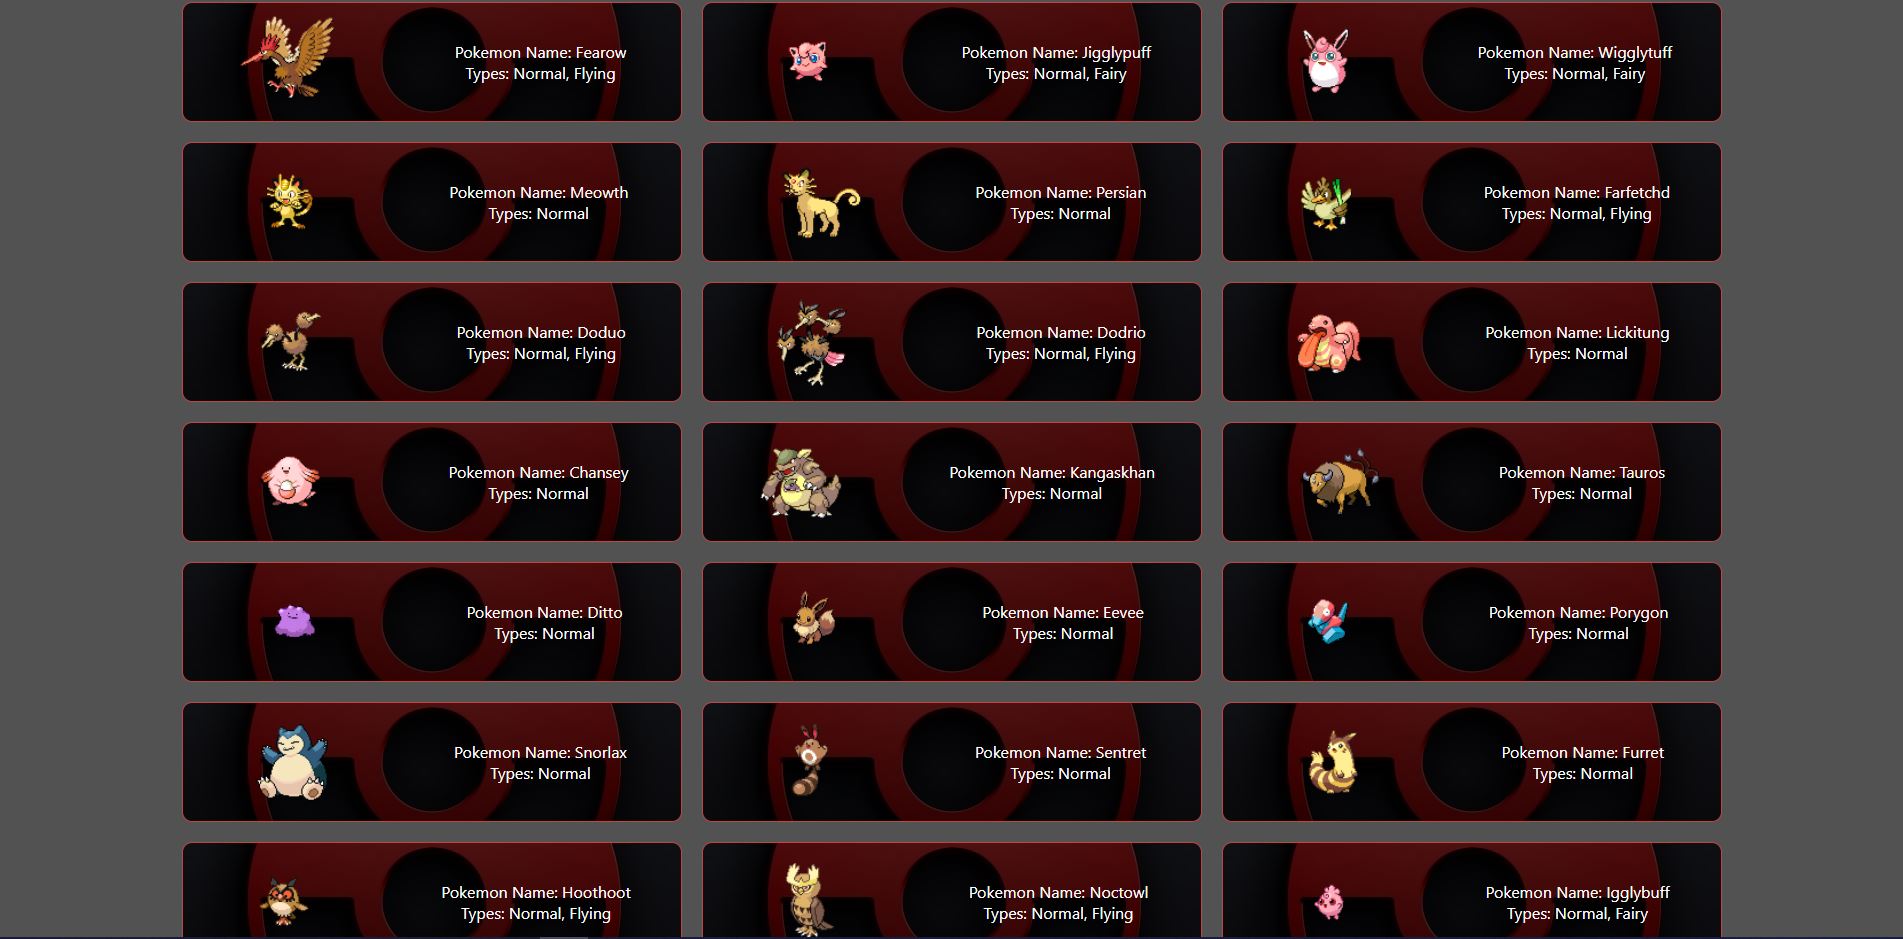 Pokemon Name: Fearow
Types: Normal, Flying
Pokemon Name: Jigglypuff
Types: Normal, Fairy
Pokemon Name: Wigglytuff
Types: Normal, Fairy
Pokemon Name: Meowth
Types: Normal
Pokemon Name: Persian
Types: Normal
Pokemon Name: Farfetchd
Types: Normal, Flying
Pokemon Name: Doduo
Types: Normal, Flying
Pokemon Name: Dodrio
Types: Normal, Flying
Pokemon Name: Lickitung
Types: Normal
Pokemon Name: Chansey
Types: Normal
Pokemon Name: Kangaskhan
Types: Normal
Pokemon Name: Tauros
Types: Normal
Pokemon Name: Ditto
Types: Normal
Pokemon Name: Eevee
Types: Normal
Pokemon Name: Porygon
Types: Normal
Pokemon Name: Snorlax
Types: Normal
Pokemon Name: Sentret
Types: Normal
Pokemon Name: Furret
Types: Normal
Pokemon Name: Hoothoot
Types: Normal, Flying
Pokemon Name: Noctowl
Types: Normal, Flying
Pokemon Name: Igglybuff
Types: Normal, Fairy